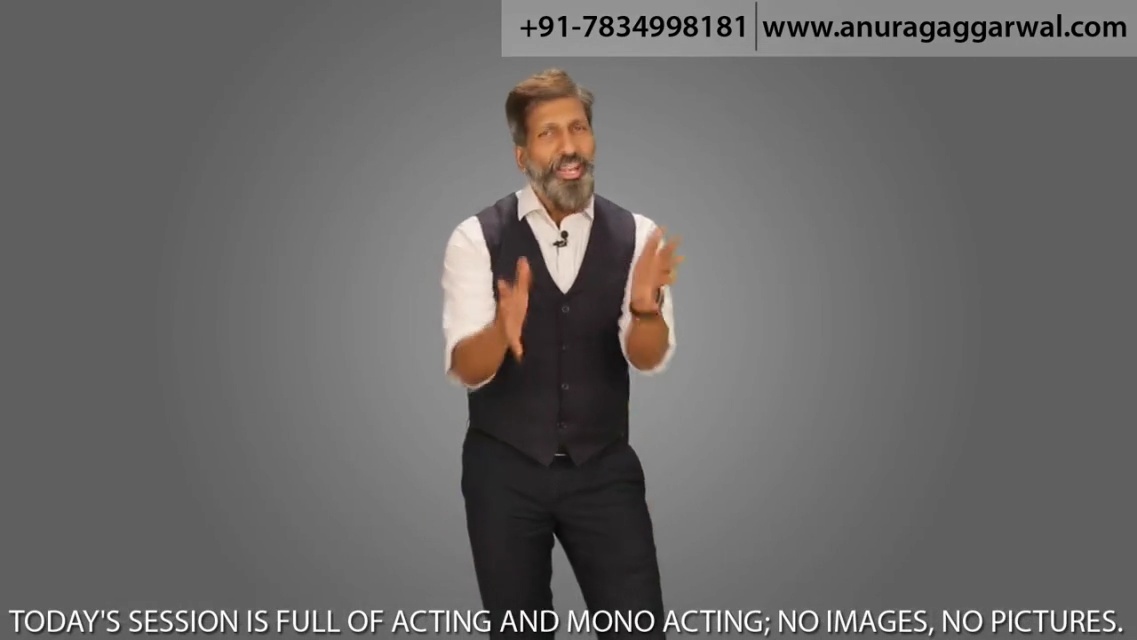 +91-7834998181 | www.anuragaggarwal.com
TODAY'S SESSION IS FULL OF ACTING AND MONO ACTING; NO IMAGES, NO PICTURES.